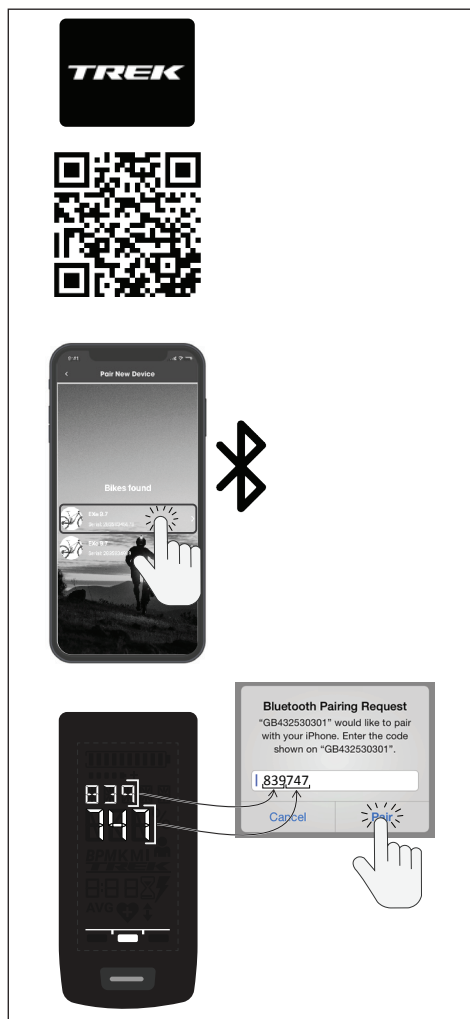 TREK
Pair New Device
Bikes found
Bluetooth Pairing Request
"GB432530301" would like to pair
with your iPhone. Enter the code
shown on "GB432530301".
839
747
839747
Cancel
Pair
AVG